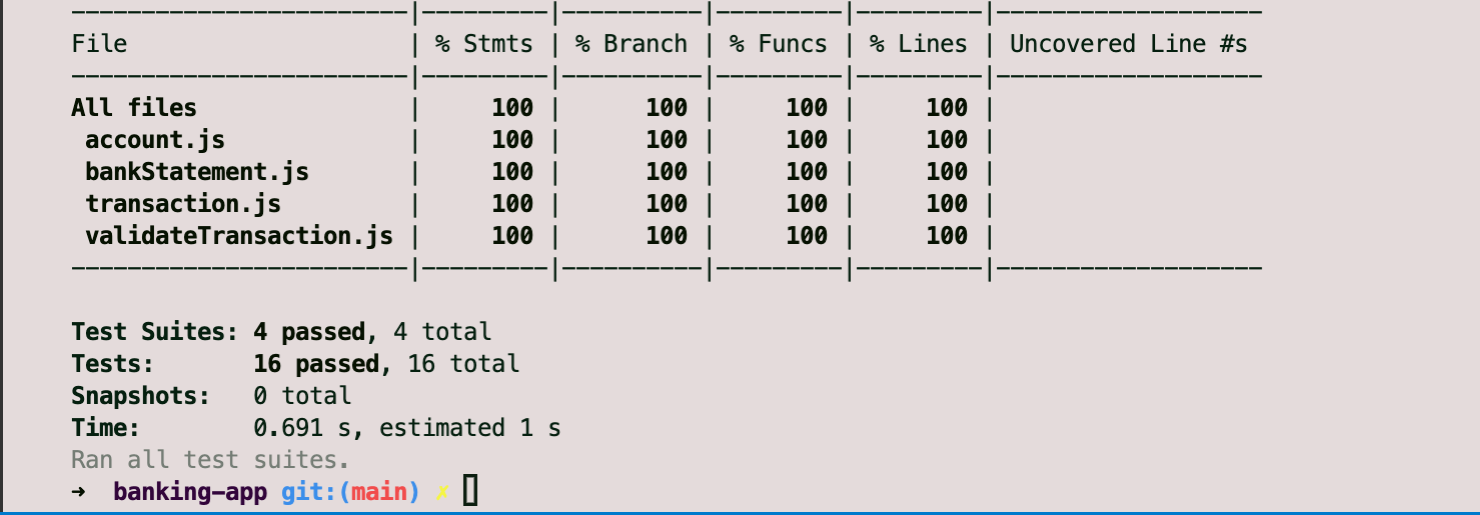 ------------------------|---------|----------|---------|---------|-------------------
File                    | % Stmts | % Branch | % Funcs | % Lines | Uncovered Line #s
------------------------|---------|----------|---------|---------|-------------------
All files               |     100 |      100 |     100 |     100 |
 account.js             |     100 |      100 |     100 |     100 |
 bankStatement.js       |     100 |      100 |     100 |     100 |
 transaction.js         |     100 |      100 |     100 |     100 |
 validateTransaction.js |     100 |      100 |     100 |     100 |
------------------------|---------|----------|---------|---------|-------------------
Test Suites: 4 passed, 4 total
Tests:       16 passed, 16 total
Snapshots:   0 total
Time:        0.691 s, estimated 1 s
Ran all test suites.
➜  banking-app git:(main) ✗